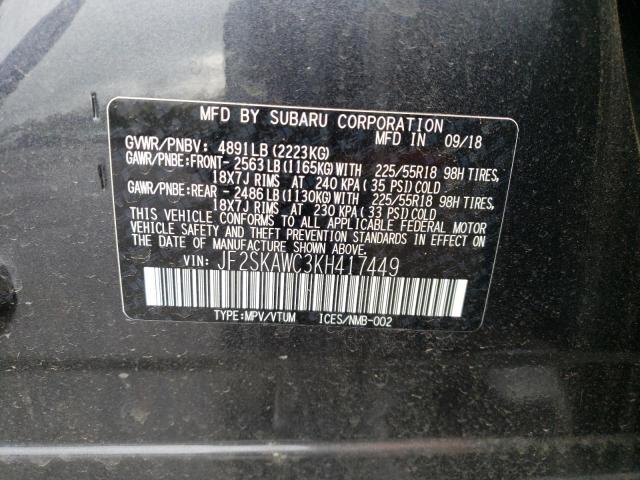 MFD BY SUBARU CORPORATION
GVWR/PNBV: 4891LB(2223KG) MFD IN 09/18
GAWR/PNBE:FRONT- 2563LB(1165KG)WITH 225/55R18 98H TIRES,
18X7J RIMS AT 240 KPA(35 PSI)COLD
GAWR/PNBE:REAR - 2486LB(1130KG)WITH 225/55R18 98H TIRES,
18X7J RIMS AT 230 KPA(33 PSI)COLD
THIS VEHICLE CONFORMS TO ALL APPLICABLE FEDERAL MOTOR
VEHICLE SAFETY AND THEFT PREVENTION STANDARDS IN EFFECT ON
THE DATE OF MANUFACTURE SHOWN ABOVE.
VIN: JF2SKAWC3KH417449
TYPE:MPV/VTUM ICES/NMB-002